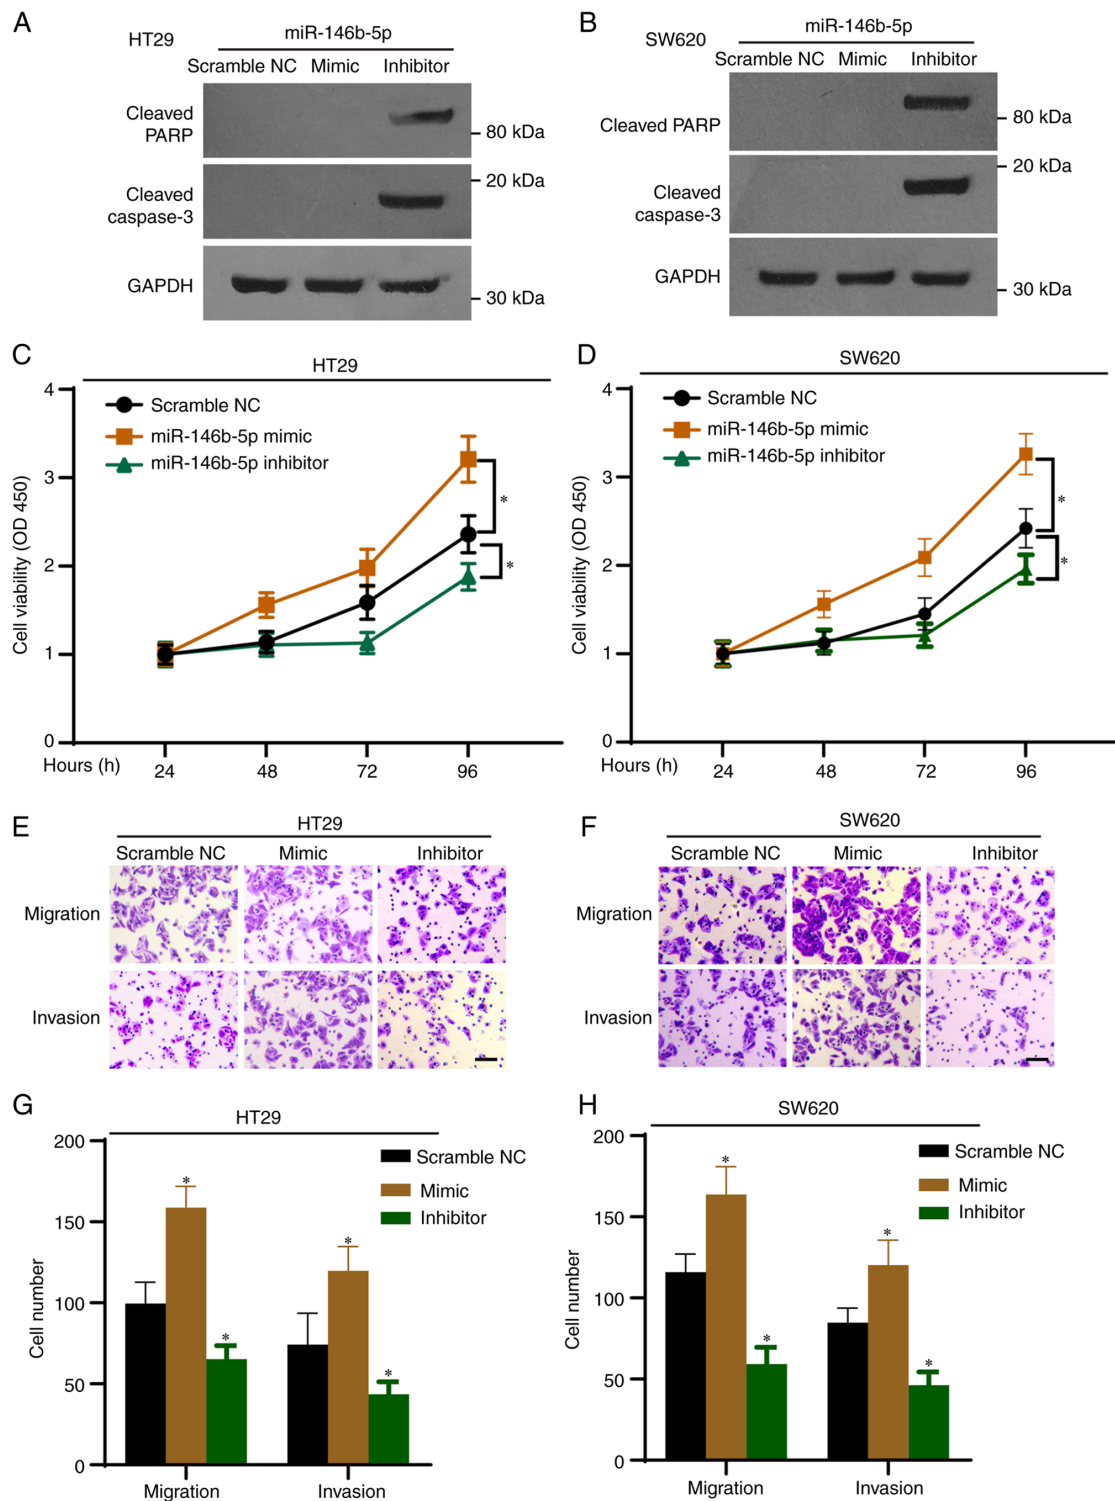 A
HT29
miR-146b-5p
Scramble NC Mimic Inhibitor
Cleaved
PARP
80 kDa
20 kDa
Cleaved
caspase-3
GAPDH
30 kDa
B
SW620
miR-146b-5p
Scramble NC Mimic Inhibitor
Cleaved PARP
80 kDa
20 kDa
Cleaved
caspase-3
GAPDH
30 kDa
C
HT29
Scramble NC
miR-146b-5p mimic
miR-146b-5p inhibitor
Cell viability (OD 450)
4
3
2
1
0
*
*
Hours (h) 24 48 72 96
D
SW620
Scramble NC
miR-146b-5p mimic
miR-146b-5p inhibitor
Cell viability (OD 450)
4
3
2
1
0
*
*
Hours (h) 24 48 72 96
E
HT29
Scramble NC Mimic Inhibitor
Migration
Invasion
F
SW620
Scramble NC Mimic Inhibitor
Migration
Invasion
G
HT29
Scramble NC
Mimic
Inhibitor
Cell number
200
150
100
50
0
*
*
*
*
Migration Invasion
H
SW620
Scramble NC
Mimic
Inhibitor
Cell number
200
150
100
50
0
*
*
*
*
Migration Invasion